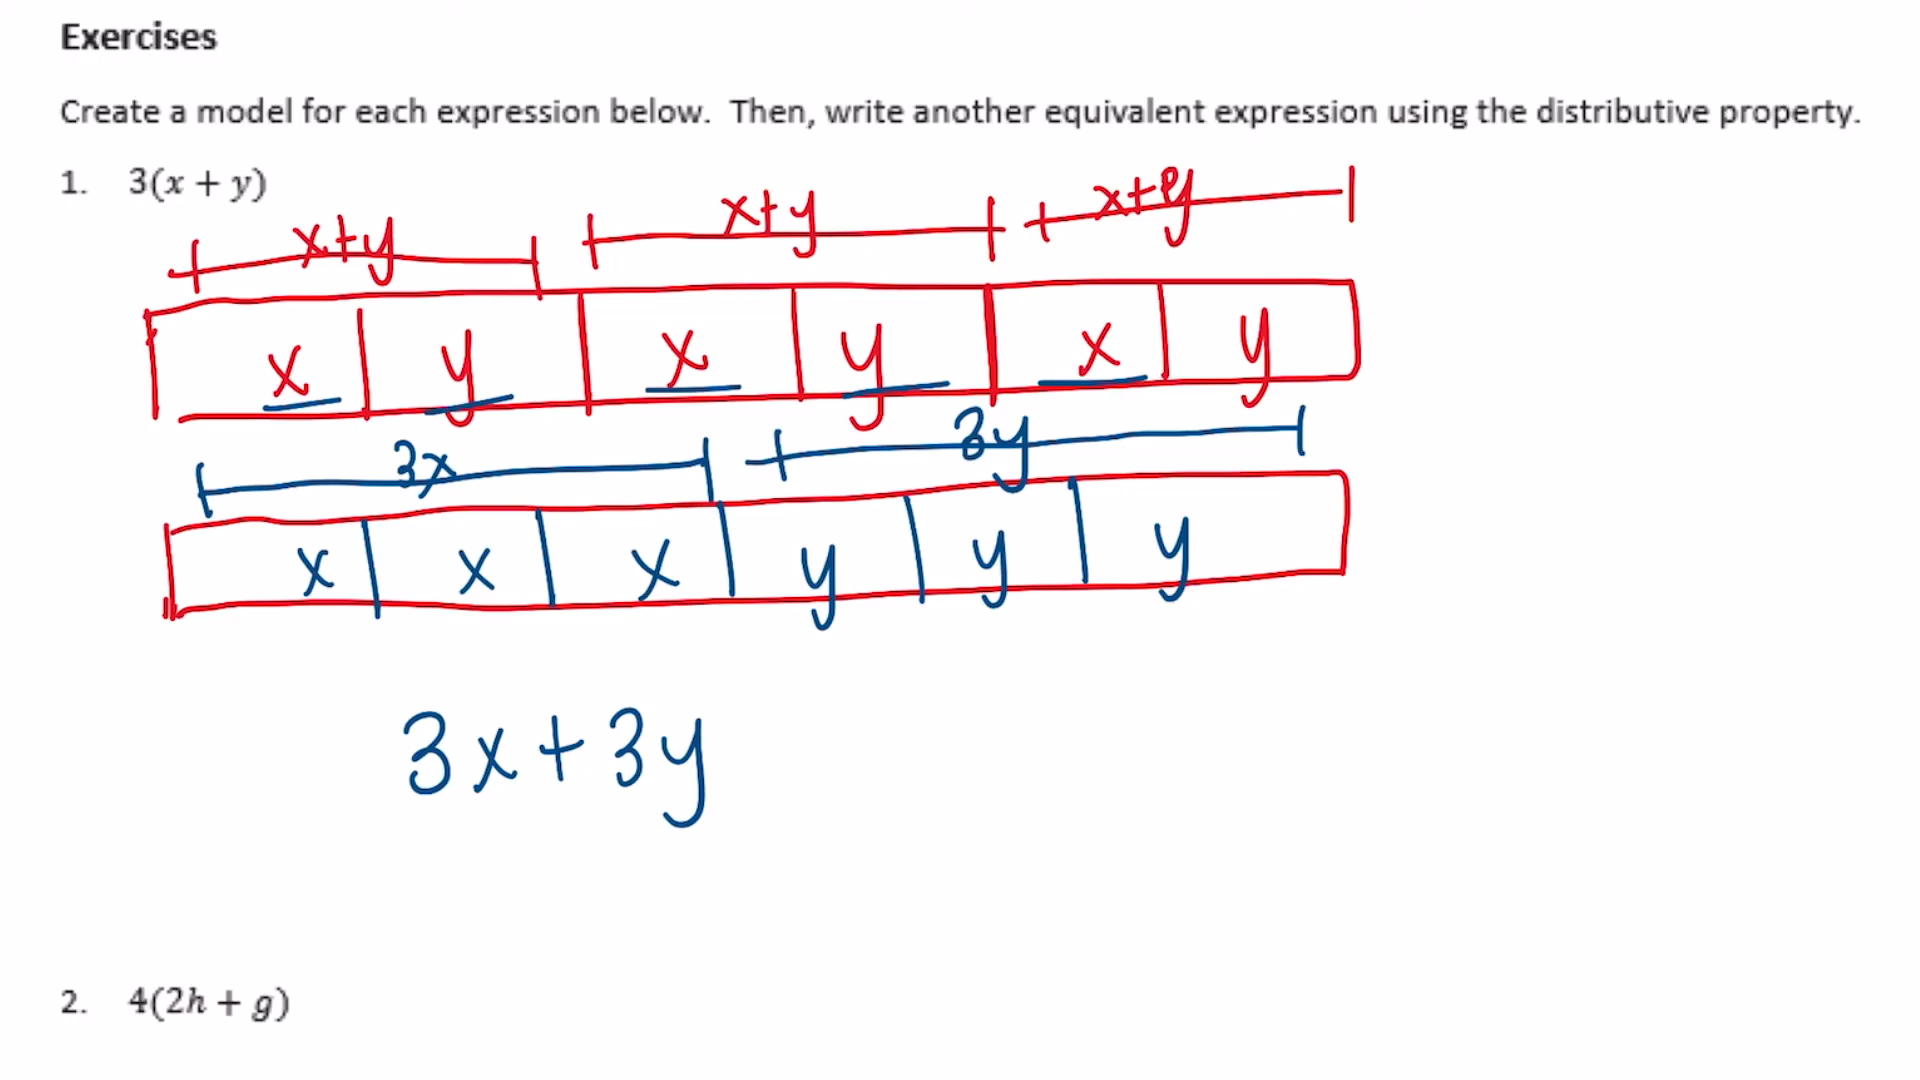 Exercises
Create a model for each expression below. Then, write another equivalent expression using the distributive property.
1. 3(x + y)
x+y x+y x+y
x y x y x y
3x 3y
x x x y y y
3x+3y
2. 4(2h + g)